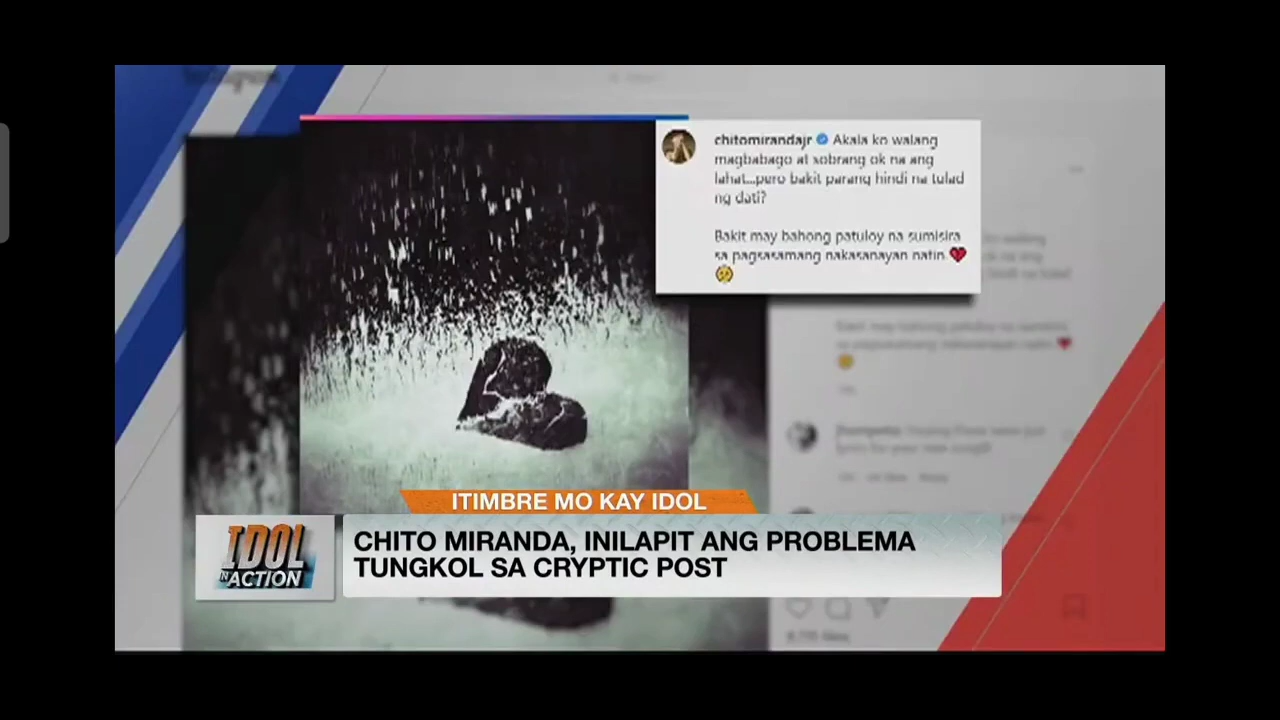 chitomirandajr Akala ko walang
magbabago at sobrang ok na ang
lahat...pero bakit parang hindi na tulad
ng dati?
Bakit may bahong patuloy na sumisira
sa pagsasamang nakasanayan natin
ITIMBRE MO KAY IDOL
IDOL
IN ACTION
CHITO MIRANDA, INILAPIT ANG PROBLEMA
TUNGKOL SA CRYPTIC POST